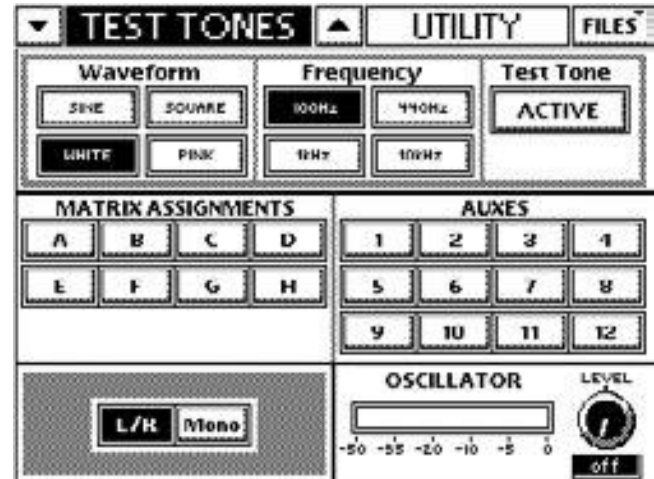 TEST TONES UTILITY FILES
Waveform Frequency Test Tone
SINE SQUARE 100Hz 440Hz ACTIVE
WHITE PINK 1kHz 10kHz
MATRIX ASSIGNMENTS AUXES
A B C D 1 2 3 4
E F G H 5 6 7 8
9 10 11 12
OSCILLATOR LEVEL
L/R Mono
-50 -35 -20 -10 -5 0
off